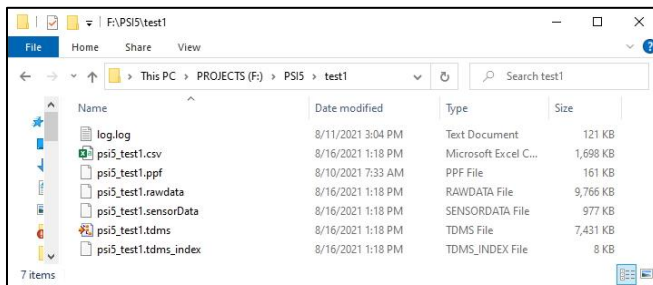 F:\PSI5\test1
File Home Share View
This PC > PROJECTS (F:) > PSI5 > test1 Search test1
Name Date modified Type Size
log.log 8/11/2021 3:04 PM Text Document 121 KB
psi5_test1.csv 8/16/2021 1:18 PM Microsoft Excel C... 1,698 KB
psi5_test1.ppf 8/10/2021 7:33 AM PPF File 161 KB
psi5_test1.rawdata 8/16/2021 1:18 PM RAWDATA File 9,766 KB
psi5_test1.sensorData 8/16/2021 1:18 PM SENSORDATA File 977 KB
psi5_test1.tdms 8/16/2021 1:18 PM TDMS File 7,431 KB
psi5_test1.tdms_index 8/16/2021 1:18 PM TDMS_INDEX File 8 KB
7 items